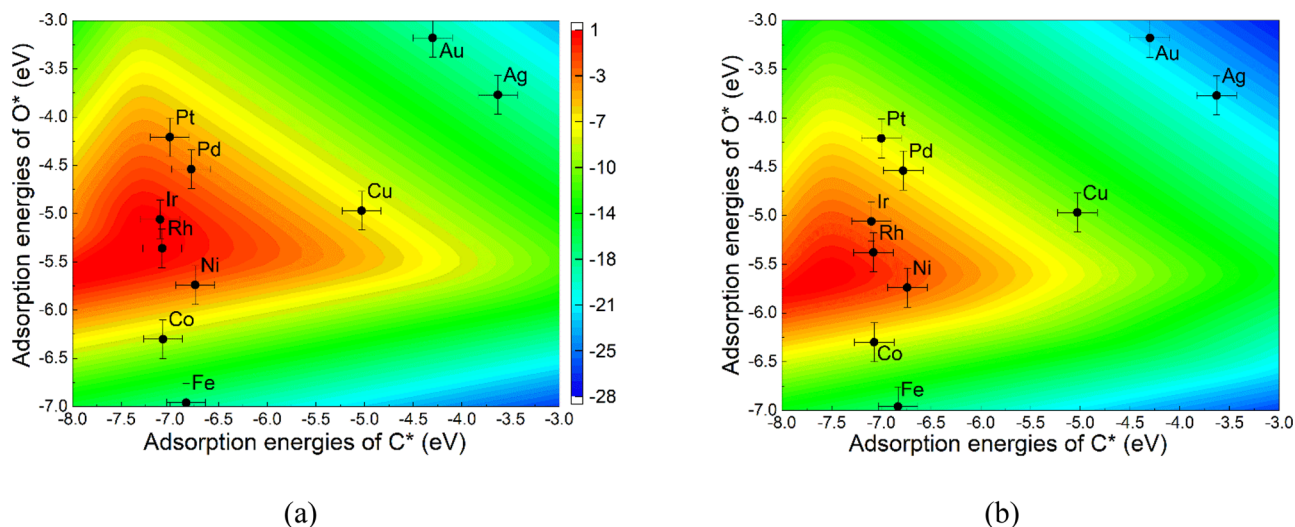 -3.0
-3.5
-4.0
-4.5
-5.0
-5.5
-6.0
-6.5
-7.0
Adsorption energies of O* (eV)
Au
Ag
Pt
Pd
Ir
Rh
Cu
Ni
Co
Fe
-8.0 -7.5 -7.0 -6.5 -6.0 -5.5 -5.0 -4.5 -4.0 -3.5 -3.0
Adsorption energies of C* (eV)
1
-3
-7
-10
-14
-18
-21
-25
-28
(a)
-3.0
-3.5
-4.0
-4.5
-5.0
-5.5
-6.0
-6.5
-7.0
Adsorption energies of O* (eV)
Au
Ag
Pt
Pd
Ir
Rh
Cu
Ni
Co
Fe
-8.0 -7.5 -7.0 -6.5 -6.0 -5.5 -5.0 -4.5 -4.0 -3.5 -3.0
Adsorption energies of C* (eV)
(b)